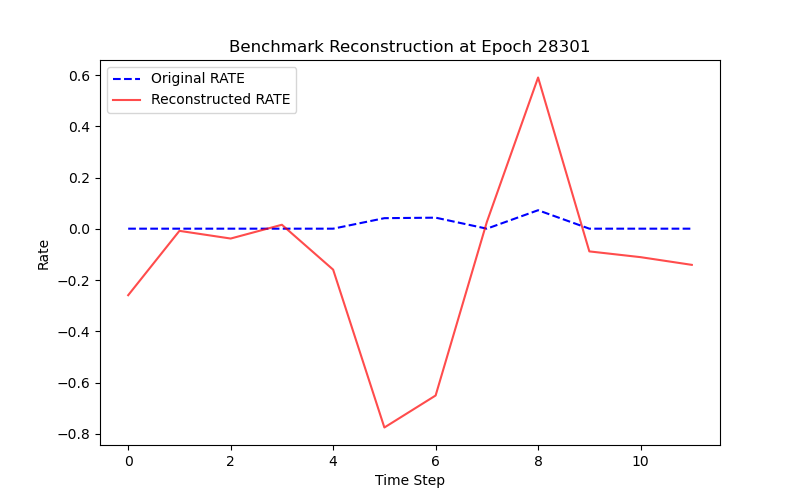 Benchmark Reconstruction at Epoch 28301
Original RATE
Reconstructed RATE
0.6
0.4
0.2
0.0
−0.2
−0.4
−0.6
−0.8
Rate
0 2 4 6 8 10
Time Step